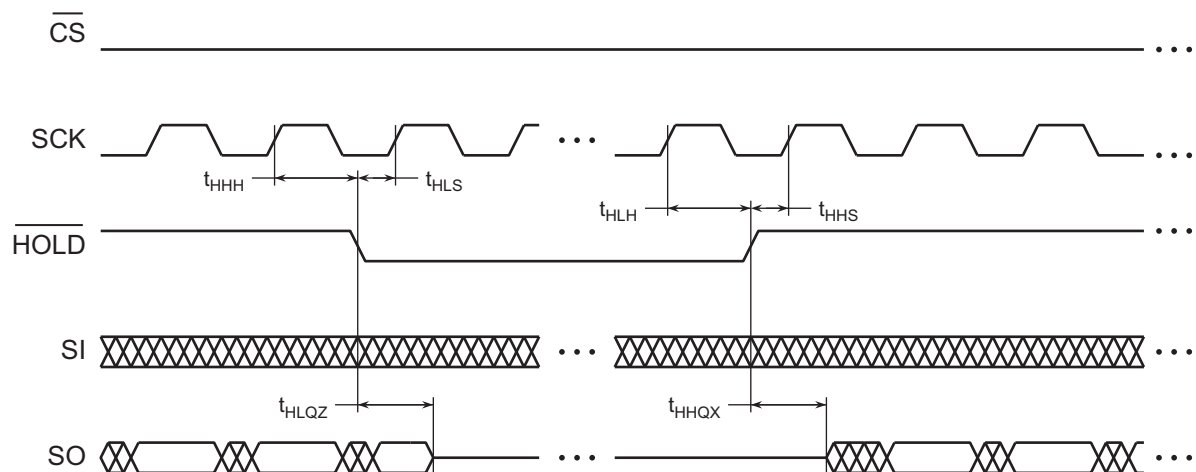 CS
SCK
tHHH tHLS tHLH tHHS
HOLD
SI
tHLQZ tHHQX
SO